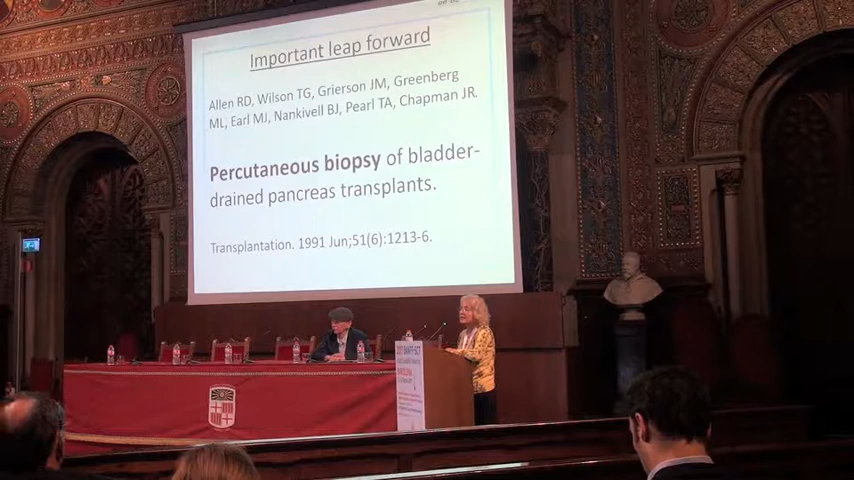 Important leap forward
Allen RD, Wilson TG, Grierson JM, Greenberg
ML, Earl MJ, Nankivell BJ, Pearl TA, Chapman JR.
Percutaneous biopsy of bladder-
drained pancreas transplants.
Transplantation. 1991 Jun;51(6):1213-6.